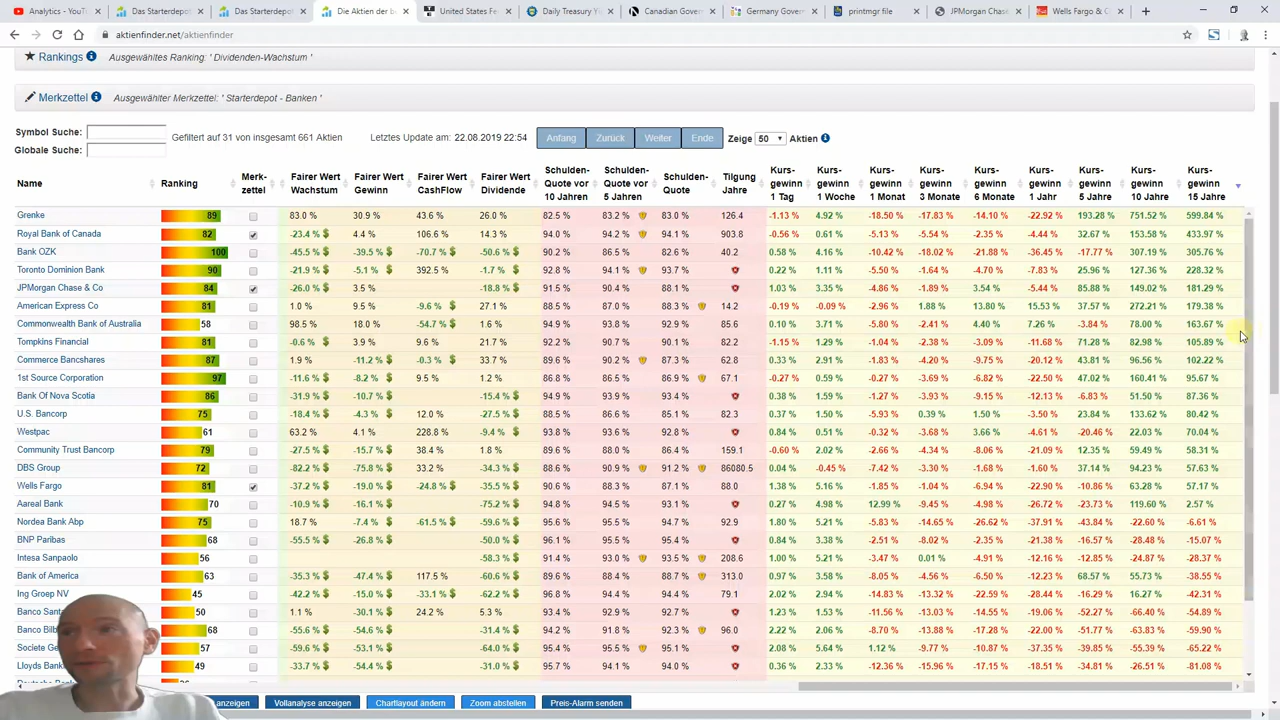 Analytics - YouT
Das Starterdepot
Das Starterdepot
Die Aktien der b
United States Fe
Daily Treasury Y
Canadian Gover
Germany Govern
printmgr file
JPMorgan Chase
Wells Fargo & C
aktienfinder.net/aktienfinder
Rankings Ausgewähltes Ranking: ' Dividenden-Wachstum '
Merkzettel Ausgewählter Merkzettel: ' Starterdepot - Banken '
Symbol Suche: Gefiltert auf 31 von insgesamt 661 Aktien Letztes Update am: 22.08.2019 22:54 Anfang Zurück Weiter Ende Zeige 50 Aktien
Globale Suche:
Name Ranking Merk-zettel Fairer Wert Wachstum Fairer Wert Gewinn Fairer Wert CashFlow Fairer Wert Dividende Schulden-Quote vor 10 Jahren Schulden-Quote vor 5 Jahren Schulden-Quote Tilgung Jahre Kurs-gewinn 1 Tag Kurs-gewinn 1 Woche Kurs-gewinn 1 Monat Kurs-gewinn 3 Monate Kurs-gewinn 6 Monate Kurs-gewinn 1 Jahr Kurs-gewinn 5 Jahre Kurs-gewinn 10 Jahre Kurs-gewinn 15 Jahre
Grenke 89 83.0 % 30.9 % 43.6 % 26.0 % 82.5 % 83.2 % 83.0 % 126.4 -1.13 % 4.92 % -18.50 % -17.83 % -14.10 % -22.92 % 193.28 % 751.52 % 599.84 %
Royal Bank of Canada 82 -23.4 % $ 4.4 % 106.6 % 14.3 % 94.0 % 94.2 % 94.1 % 903.8 -0.56 % 0.61 % -5.13 % -5.54 % -2.35 % -4.44 % 32.67 % 153.58 % 433.97 %
Bank OZK 100 -45.5 % $ -39.5 % $ -70.7 % $ -50.6 % $ 90.2 % 86.5 % 82.6 % 40.2 0.58 % 4.16 % -10.42 % -18.02 % -21.88 % -36.45 % -17.77 % 307.19 % 305.76 %
Toronto Dominion Bank 90 -21.9 % $ -5.1 % $ 392.5 % -1.7 % $ 92.8 % 94.1 % 93.7 % 0.22 % 1.11 % -5.50 % -1.64 % -4.70 % -7.83 % 25.96 % 127.36 % 228.32 %
JPMorgan Chase & Co 84 -26.0 % $ 3.5 % -18.8 % $ 91.5 % 90.4 % 88.1 % 1.03 % 3.35 % -4.86 % -1.89 % 3.54 % -5.44 % 85.88 % 149.02 % 181.29 %
American Express Co 81 1.0 % 9.5 % -9.6 % $ 27.1 % 88.5 % 87.0 % 88.3 % 14.2 -0.19 % -0.09 % -2.96 % 1.88 % 13.80 % 15.53 % 37.57 % 272.21 % 179.38 %
Commonwealth Bank of Australia 58 98.5 % 18.0 % -54.7 % $ 1.6 % 94.9 % 93.8 % 92.9 % 85.6 0.10 % 3.71 % -5.80 % -2.41 % 4.40 % 7.26 % -3.84 % 78.00 % 163.67 %
Tompkins Financial 81 -0.6 % $ 3.9 % 9.6 % 21.7 % 92.2 % 90.7 % 90.1 % 82.2 -1.15 % 1.29 % -1.04 % -2.38 % -3.09 % -11.68 % 71.28 % 82.98 % 105.89 %
Commerce Bancshares 87 1.9 % -11.2 % $ -0.3 % $ 33.7 % 88.6 % 90.2 % 87.3 % 62.8 0.33 % 2.91 % -1.83 % -4.20 % -9.75 % -20.12 % 43.81 % 96.56 % 102.22 %
1st Source Corporation 97 -11.6 % $ -8.2 % $ 9.5 % 1.2 % 86.8 % 86.5 % 86.9 % 67.1 -0.27 % 0.59 % -0.27 % -3.69 % -6.82 % -22.50 % 47.02 % 160.41 % 95.67 %
Bank Of Nova Scotia 86 -31.9 % $ -10.7 % $ -15.4 % $ 94.9 % 93.9 % 93.4 % 0.38 % 1.59 % -1.27 % -3.93 % -9.15 % -12.13 % -6.83 % 51.50 % 87.36 %
U.S. Bancorp 75 -18.4 % $ -4.3 % $ 12.0 % -27.5 % $ 88.6 % 86.6 % 85.1 % 82.3 0.37 % 1.50 % -5.93 % 0.39 % 1.50 % -3.50 % 23.84 % 133.62 % 80.42 %
Westpac 61 63.2 % 4.1 % 228.8 % -9.4 % $ 93.8 % 93.6 % 92.8 % 0.84 % 0.51 % -0.32 % -3.68 % 3.66 % -4.61 % -20.46 % 22.03 % 70.04 %
Community Trust Bancorp 79 -27.5 % $ -15.7 % $ 38.4 % 1.8 % 89.6 % 88.0 % 86.4 % 159.1 -0.60 % 2.02 % -2.66 % -4.34 % -8.06 % -21.09 % 12.35 % 59.49 % 58.31 %
DBS Group 72 -82.2 % $ -75.8 % $ 33.2 % -34.3 % $ 88.6 % 90.9 % 91.2 % 86080.5 0.04 % -0.45 % -7.42 % -3.30 % -1.68 % -1.60 % 37.14 % 94.24 % 57.63 %
Wells Fargo 81 -37.2 % $ -19.0 % $ -24.8 % $ -35.5 % $ 90.6 % 88.3 % 87.1 % 88.0 1.38 % 5.16 % -1.85 % -1.04 % -6.94 % -22.92 % -10.86 % 63.28 % 57.17 %
Aareal Bank 70 -10.9 % $ -16.1 % $ -75.2 % $ 94.8 % 94.5 % 93.1 % 0.27 % 4.93 % 12.99 % -4.80 % -9.52 % -26.72 % -23.73 % 119.60 % 2.57 %
Nordea Bank Abp 75 18.7 % -7.4 % $ -61.5 % $ -59.6 % $ 95.6 % 95.6 % 94.7 % 92.9 1.80 % 5.21 % -5.83 % -14.65 % -26.62 % -37.91 % -43.84 % -22.60 % -6.61 %
BNP Paribas 68 -55.5 % $ -26.8 % $ -50.0 % $ 96.1 % 95.5 % 94.6 % 0.84 % 3.38 % -2.51 % -8.02 % -2.35 % -21.38 % -16.57 % -28.48 % -15.07 %
Intesa Sanpaolo 56 -58.3 % $ 91.4 % 93.0 % 93.5 % 208.6 1.00 % 5.21 % -3.47 % 0.01 % -4.91 % -12.16 % -12.85 % -24.87 % -28.37 %
Bank of America 63 -35.3 % $ -47.4 % $ 117.5 % -60.6 % $ 89.6 % 88.4 % 88.7 % 313.0 0.97 % 3.58 % -8.05 % -4.56 % -6.50 % -12.23 % 68.57 % 57.73 % -38.55 %
Ing Groep NV 45 -42.2 % $ -15.0 % $ -33.1 % $ -62.2 % $ 96.8 % 94.4 % 94.3 % 79.1 2.02 % 2.94 % -14.83 % -13.32 % -22.59 % -28.44 % -16.29 % 16.27 % -42.31 %
Banco Santa 50 1.1 % -30.1 % $ 24.2 % 5.3 % 94.4 % 93.4 % 92.7 % 1.23 % 1.53 % -11.56 % -13.03 % -14.55 % -19.06 % -52.27 % -66.40 % -54.89 %
Banco Bilb 68 -55.6 % $ -54.6 % $ -31.4 % $ 94.2 % 91.8 % 92.3 % 96.0 2.22 % 2.06 % -8.70 % -13.88 % -17.28 % -22.00 % -51.77 % -83.83 % -59.90 %
Societe Ge 57 -59.6 % $ -53.1 % $ -64.0 % $ 95.4 % 95.5 % 95.1 % 2.08 % 5.64 % 1.12 % -9.77 % -10.87 % -37.35 % -39.85 % -55.39 % -65.22 %
Lloyds Bank 49 -33.7 % $ -54.4 % $ -31.0 % $ 95.7 % 94.1 % 94.0 % 0.36 % 2.33 % -12.36 % -15.96 % -17.15 % -18.51 % -34.81 % -26.51 % -81.08 %
anzeigen Vollanalyse anzeigen Chartlayout ändern Zoom abstellen Preis-Alarm senden